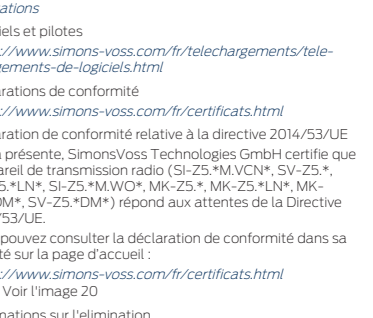 ations
iels et pilotes
://www.simons-voss.com/fr/telechargements/tele-
gements-de-logiciels.html
arations de conformité
://www.simons-voss.com/fr/certificats.html
aration de conformité relative à la directive 2014/53/UE
a présente, SimonsVoss Technologies GmbH certifie que
areil de transmission radio (SI-Z5.*M.VCN*, SV-Z5.*,
5.*LN*, SI-Z5.*M.WO*, MK-Z5.*, MK-Z5.*LN*, MK-
DM*, SV-Z5.*DM*) répond aux attentes de la Directive
/53/UE.
pouvez consulter la déclaration de conformité dans sa
té sur la page d'accueil :
://www.simons-voss.com/fr/certificats.html
Voir l'image 20
mations sur l'elimination